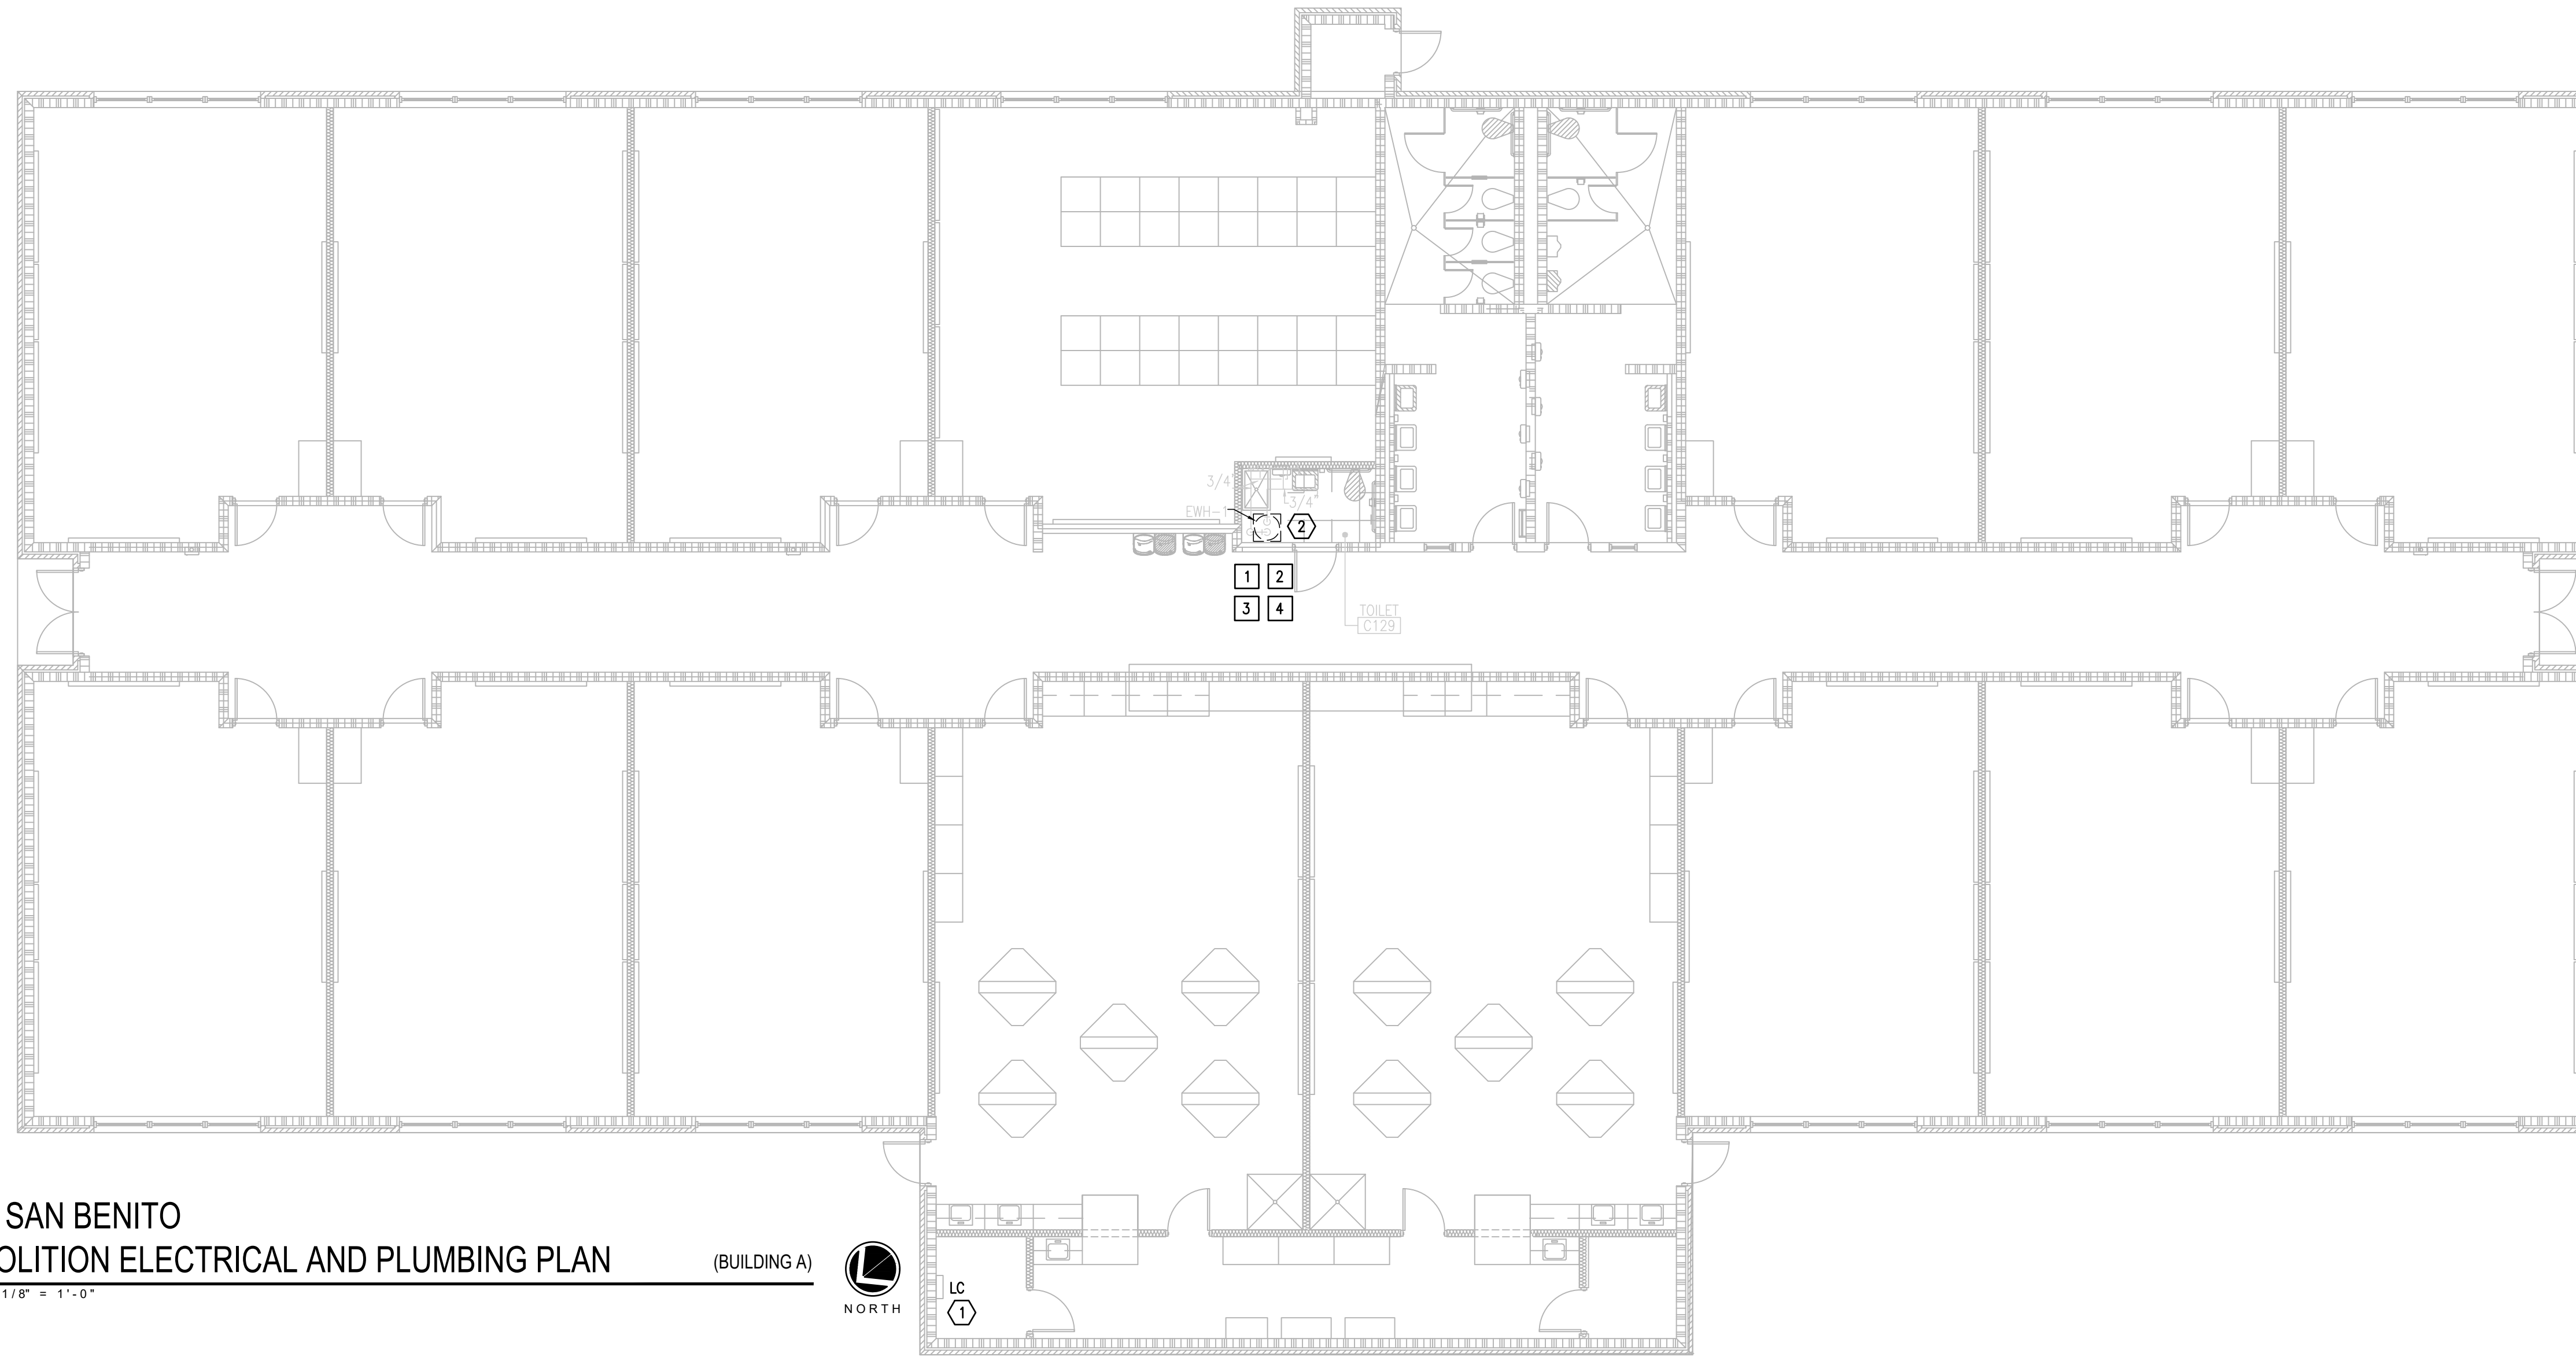 3/4"
3/4"
EWH-1
2
1 2
3 4
TOILET
C129
SAN BENITO
OLITION ELECTRICAL AND PLUMBING PLAN
(BUILDING A)
1/8" = 1'-0"
NORTH
LC
1